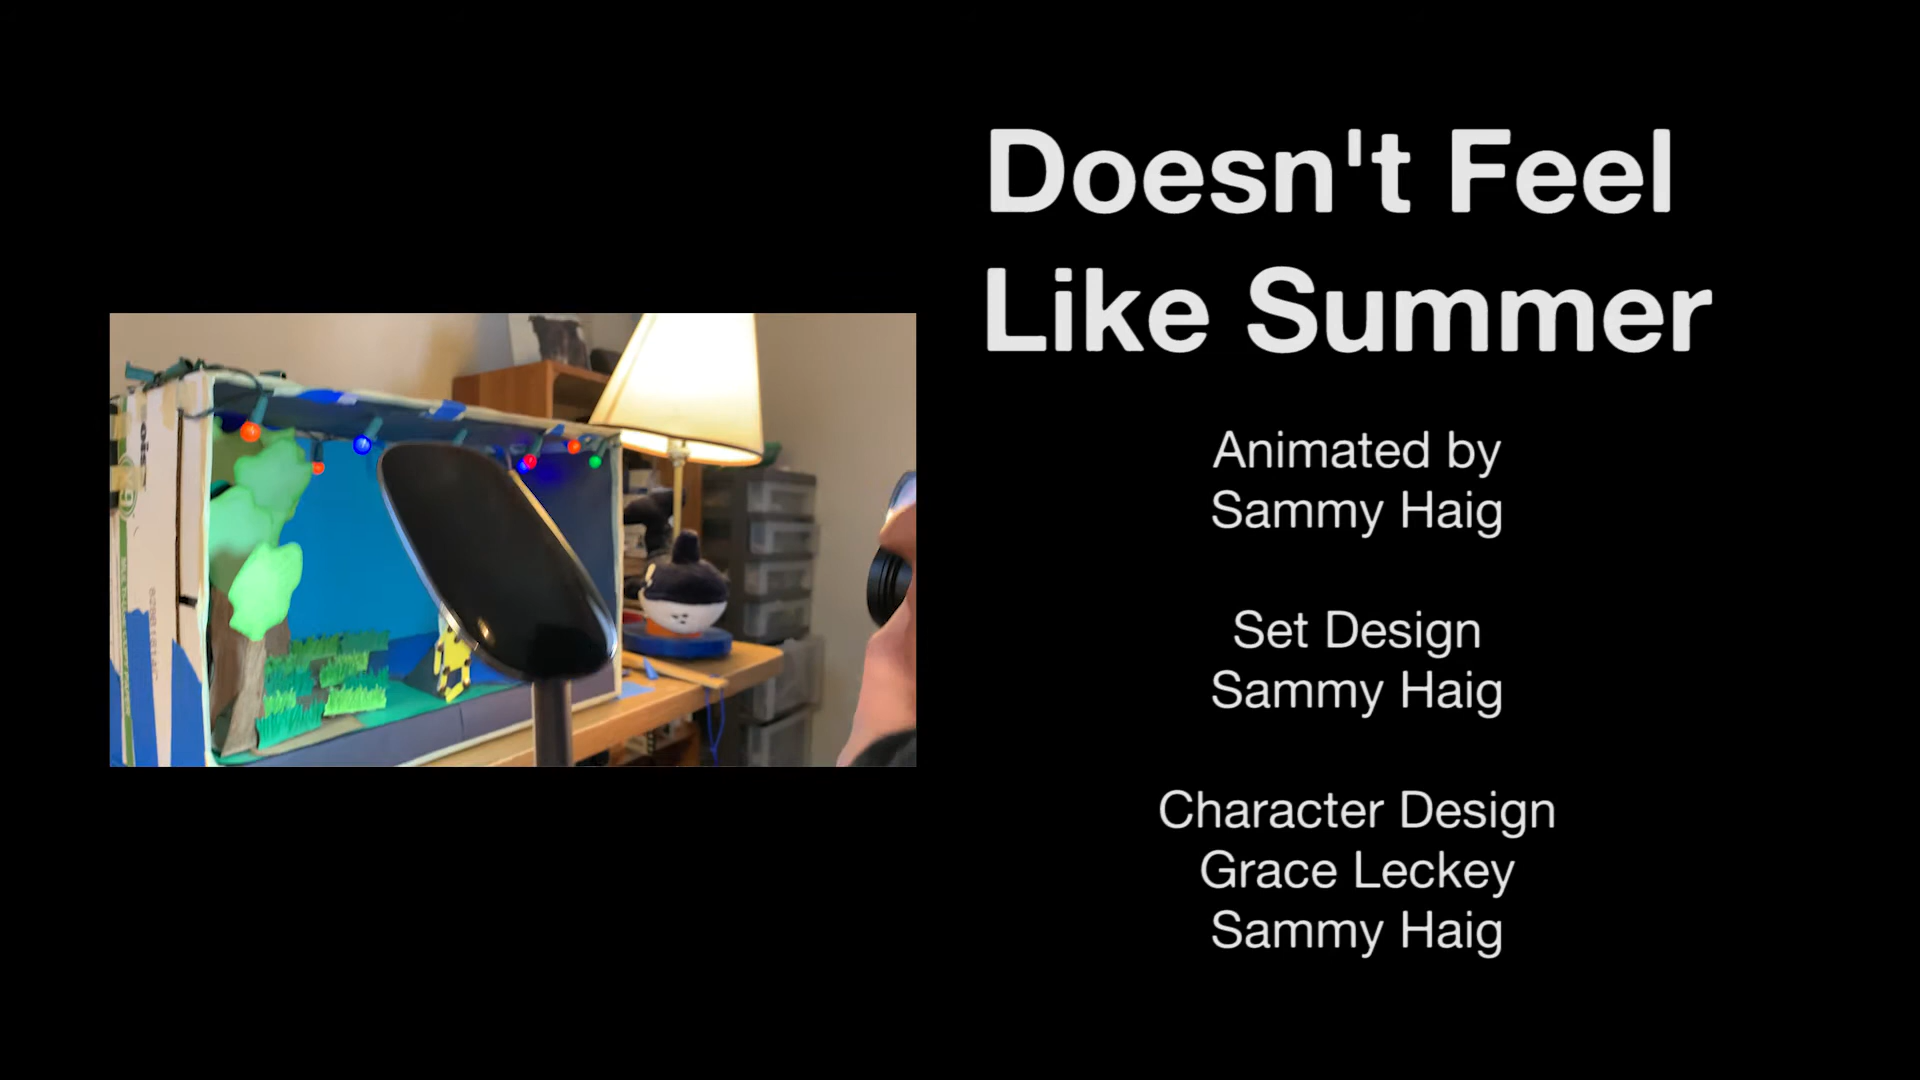 Doesn't Feel
Like Summer
Animated by
Sammy Haig
Set Design
Sammy Haig
Character Design
Grace Leckey
Sammy Haig